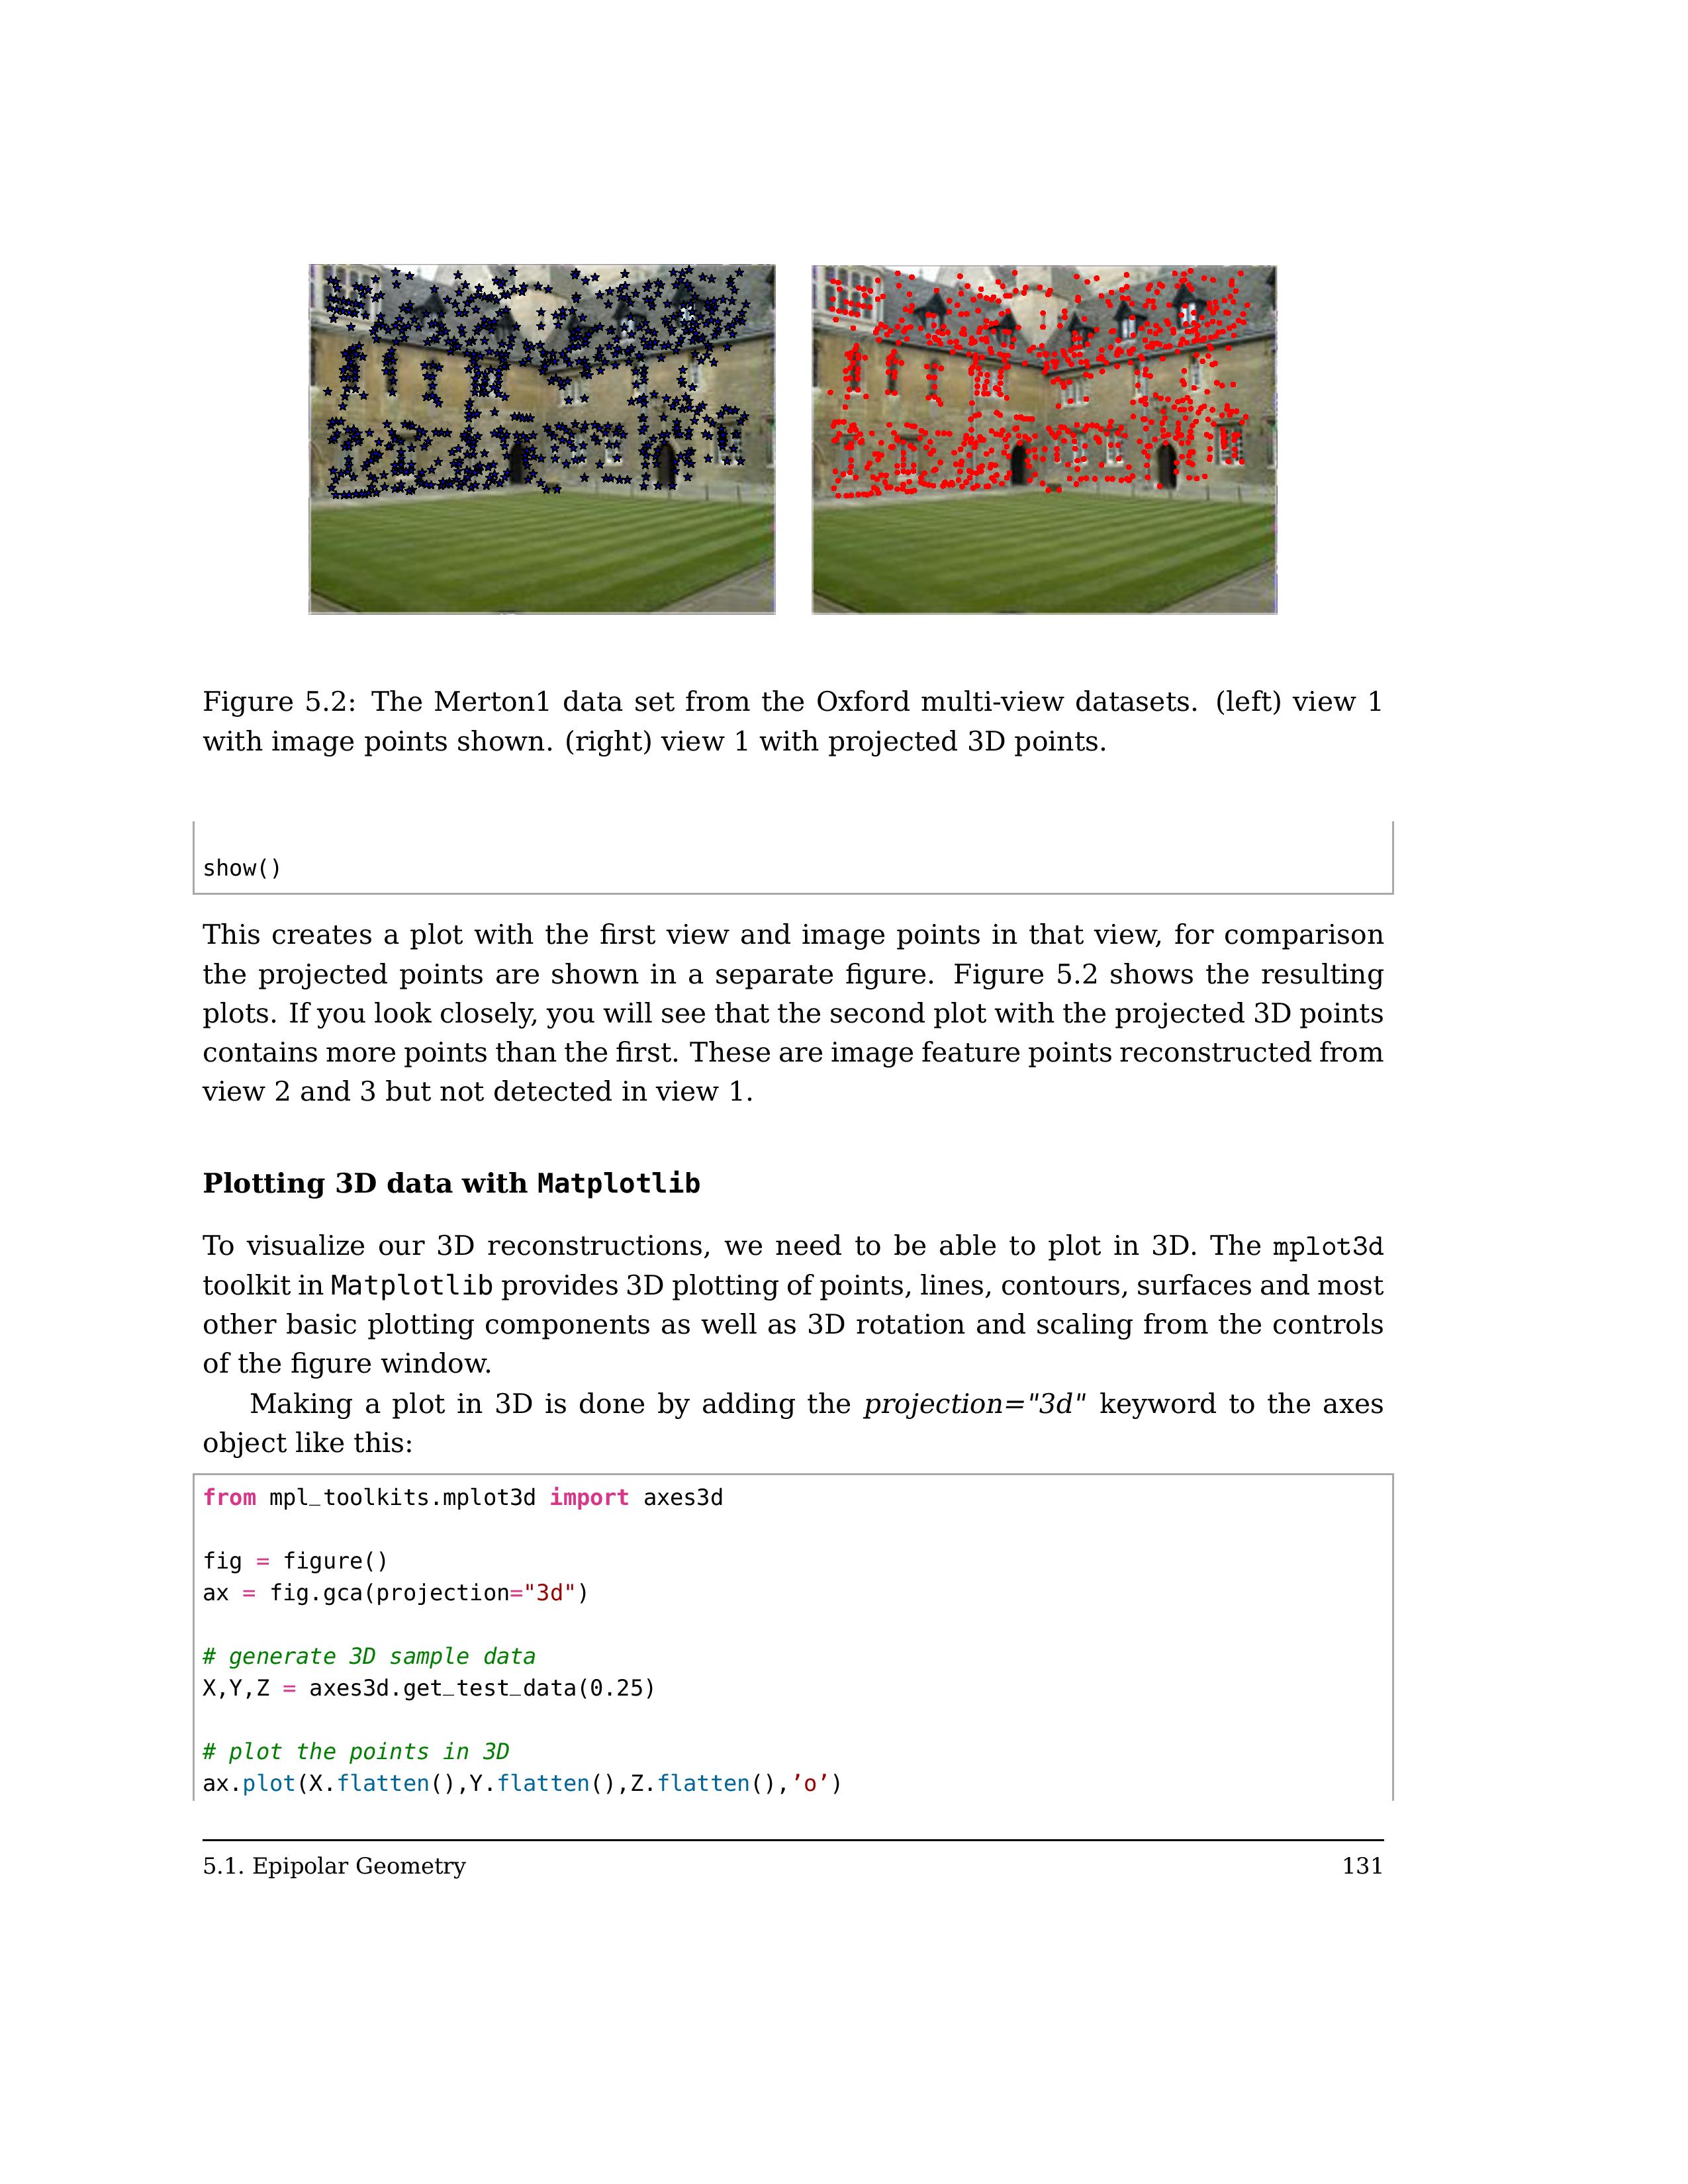 Figure 5.2: The Merton1 data set from the Oxford multi-view datasets. (left) view 1
with image points shown. (right) view 1 with projected 3D points.
show()
This creates a plot with the first view and image points in that view, for comparison
the projected points are shown in a separate figure. Figure 5.2 shows the resulting
plots. If you look closely, you will see that the second plot with the projected 3D points
contains more points than the first. These are image feature points reconstructed from
view 2 and 3 but not detected in view 1.
Plotting 3D data with Matplotlib
To visualize our 3D reconstructions, we need to be able to plot in 3D. The mplot3d
toolkit in Matplotlib provides 3D plotting of points, lines, contours, surfaces and most
other basic plotting components as well as 3D rotation and scaling from the controls
of the figure window.
Making a plot in 3D is done by adding the projection="3d" keyword to the axes
object like this:
from mpl_toolkits.mplot3d import axes3d
fig = figure()
ax = fig.gca(projection="3d")
# generate 3D sample data
X,Y,Z = axes3d.get_test_data(0.25)
# plot the points in 3D
ax.plot(X.flatten(),Y.flatten(),Z.flatten(),’o’)
5.1. Epipolar Geometry 131